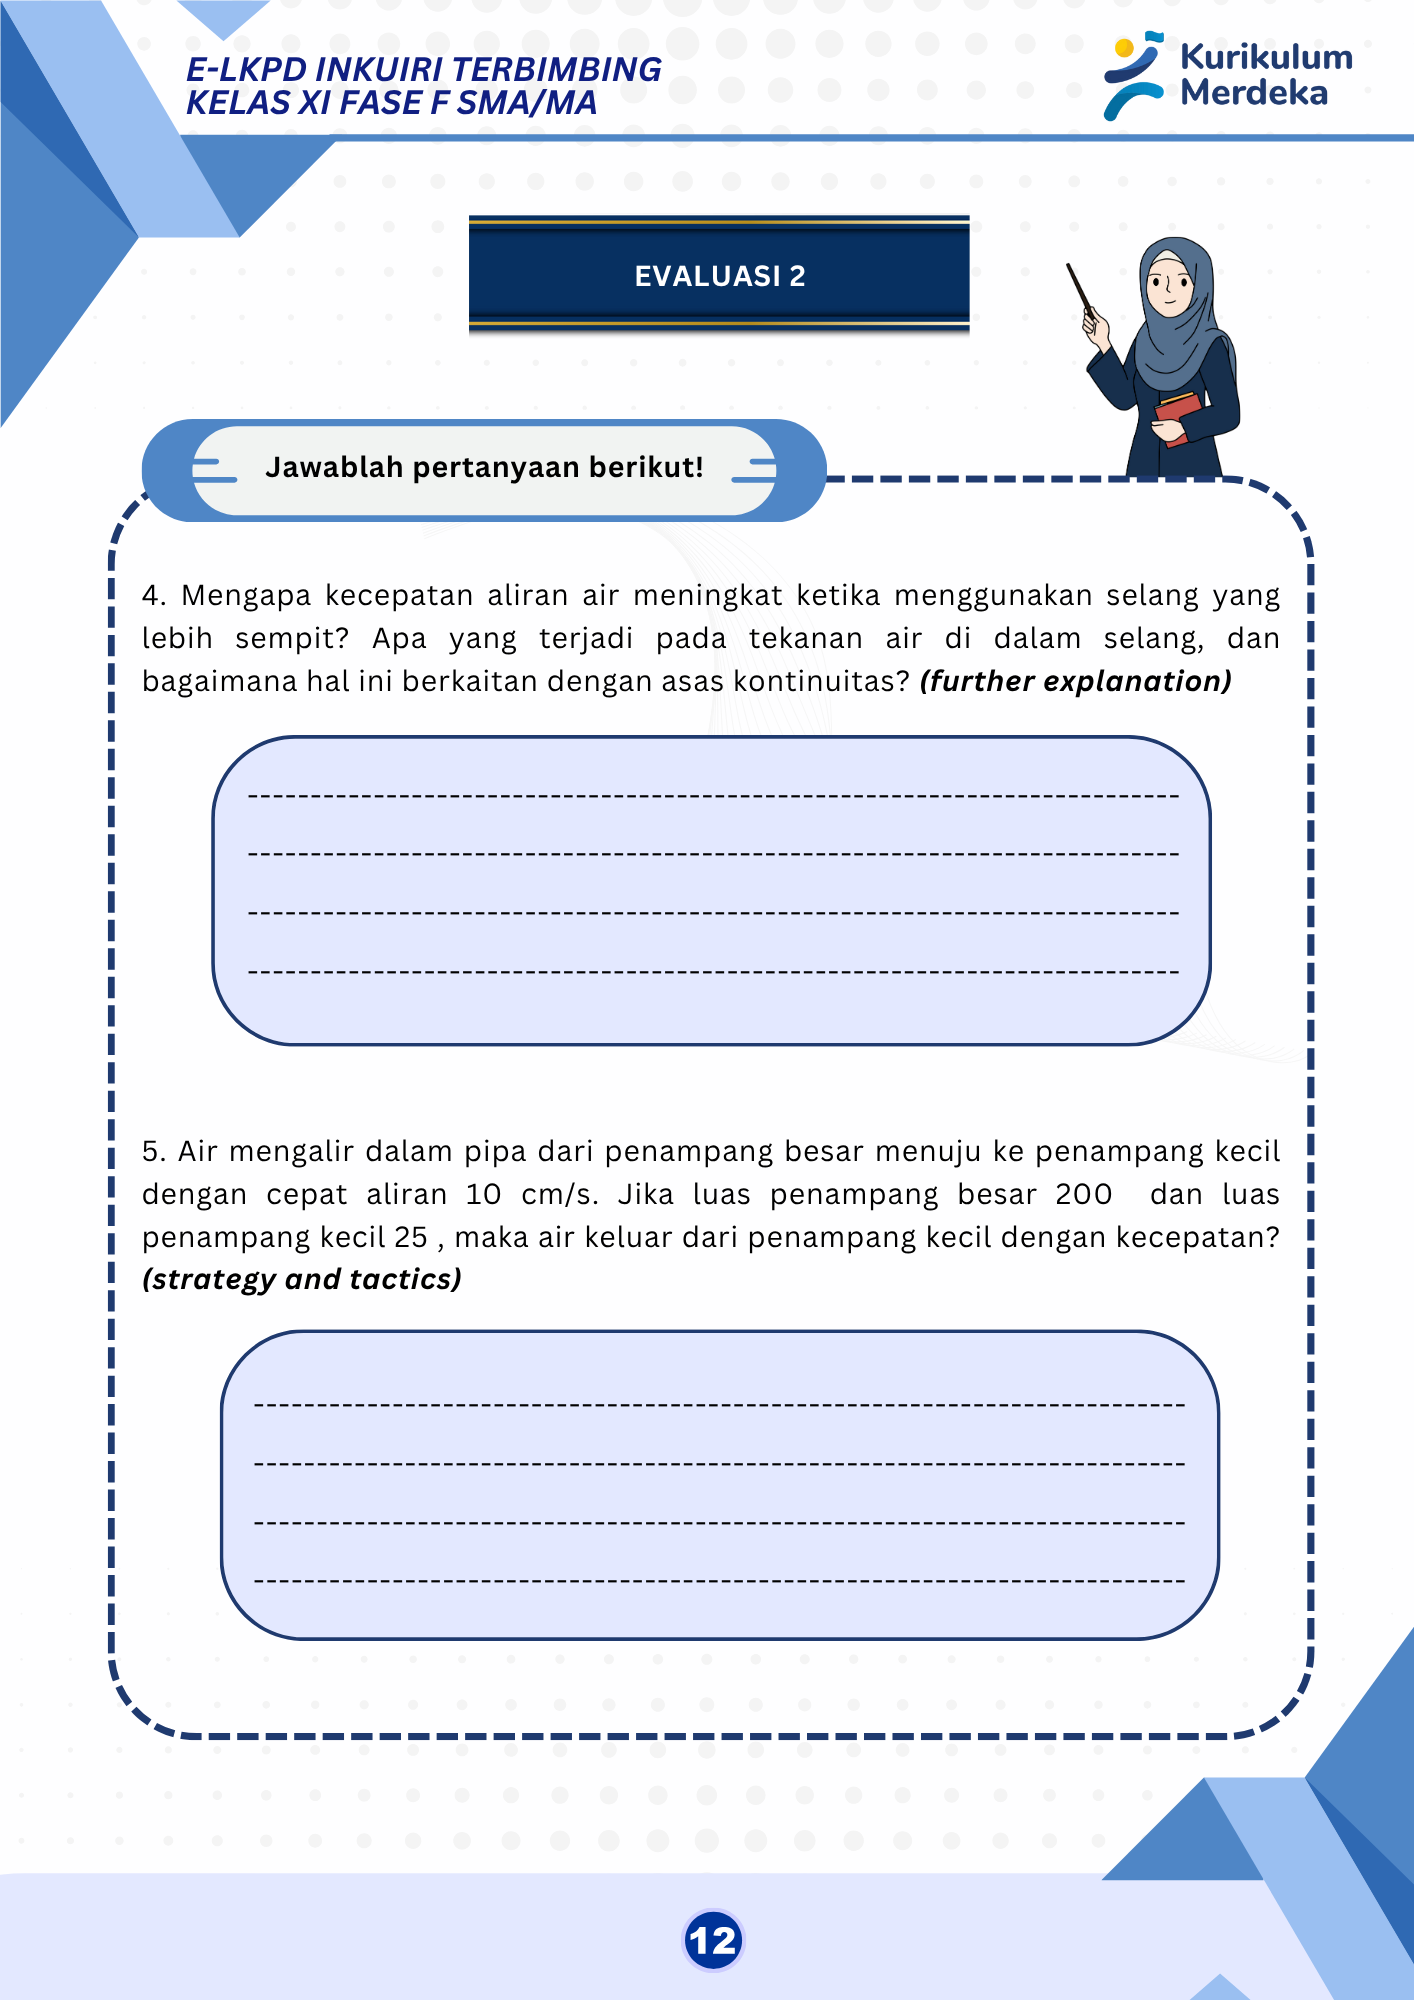 E-LKPD INKUIRI TERBIMBING
KELAS XI FASE F SMA/MA
Kurikulum
Merdeka
EVALUASI 2
Jawablah pertanyaan berikut!
4. Mengapa kecepatan aliran air meningkat ketika menggunakan selang yang
lebih sempit? Apa yang terjadi pada tekanan air di dalam selang, dan
bagaimana hal ini berkaitan dengan asas kontinuitas? (further explanation)
5. Air mengalir dalam pipa dari penampang besar menuju ke penampang kecil
dengan cepat aliran 10 cm/s. Jika luas penampang besar 200 dan luas
penampang kecil 25 , maka air keluar dari penampang kecil dengan kecepatan?
(strategy and tactics)
12